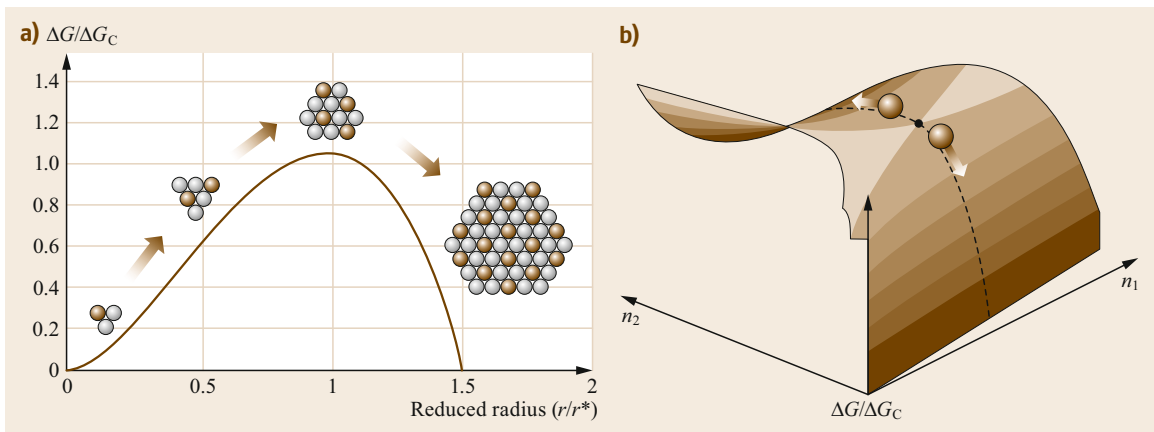 a) ΔG/ΔG_C
1.4
1.2
1.0
0.8
0.6
0.4
0.2
0
0 0.5 1 1.5 2
Reduced radius (r/r*)
b)
n_2
n_1
ΔG/ΔG_C